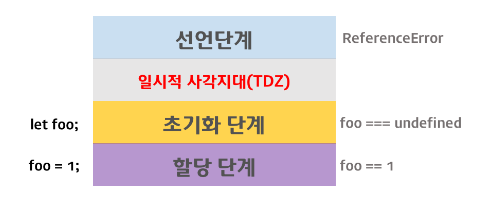 선언단계 ReferenceError
일시적 사각지대(TDZ)
let foo; 초기화 단계 foo === undefined
foo = 1; 할당 단계 foo == 1